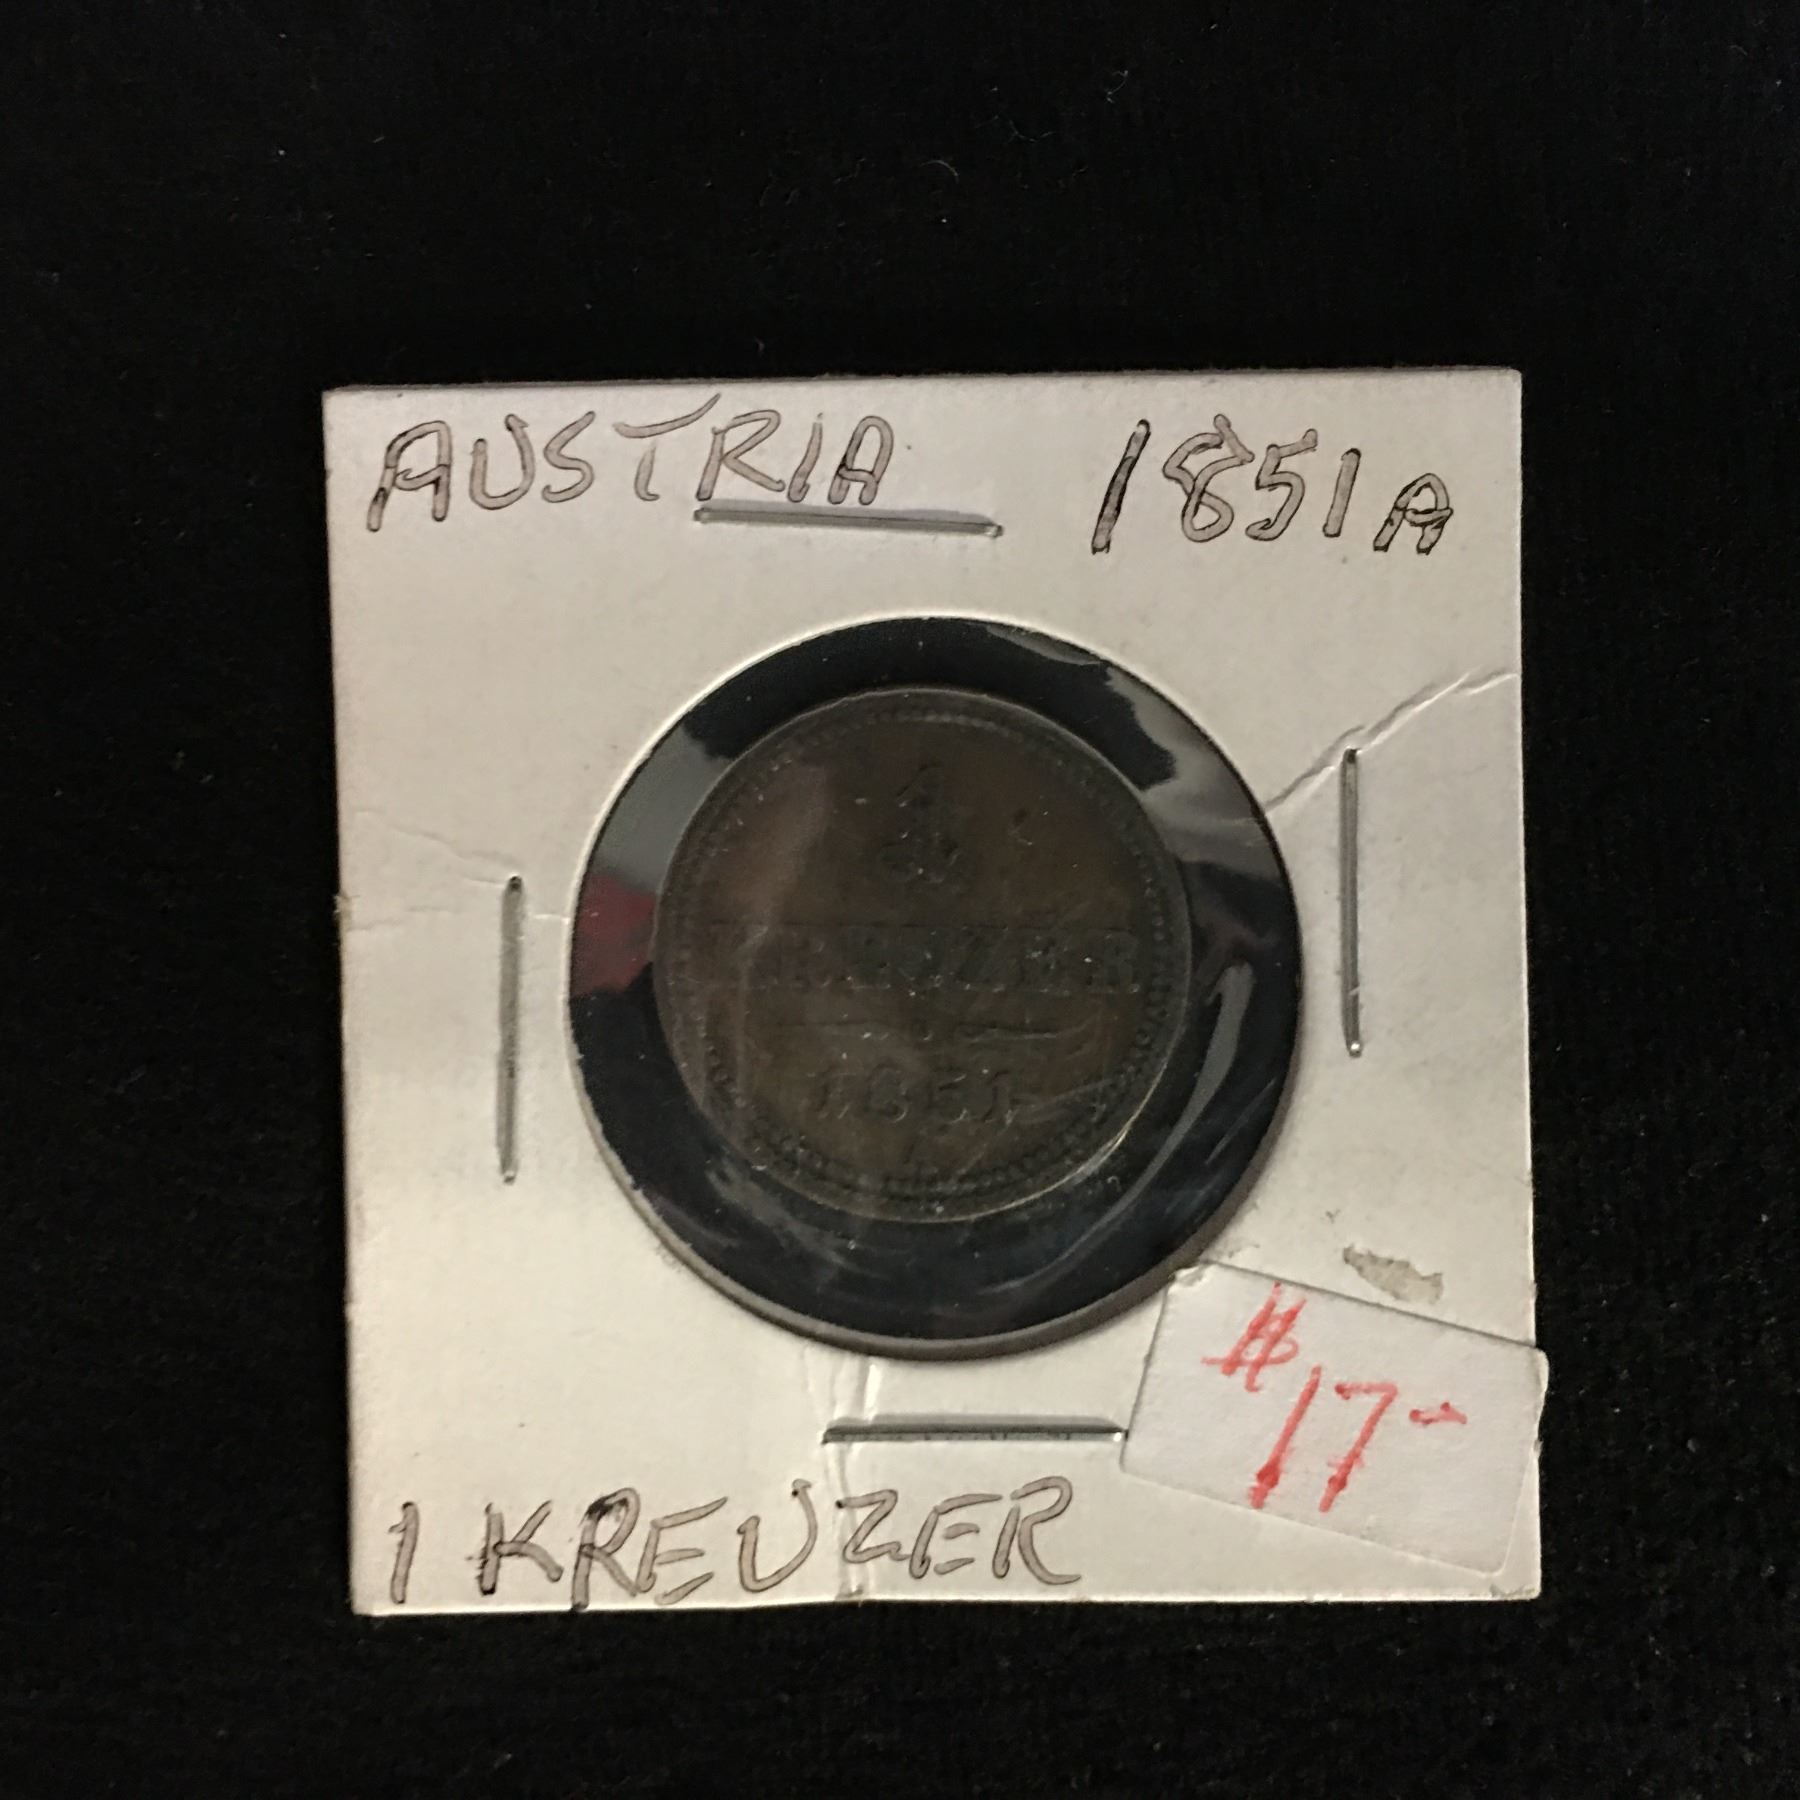 AUSTRIA 1851A
1
KREUZER
1851
A
$17-
1 KREUZER